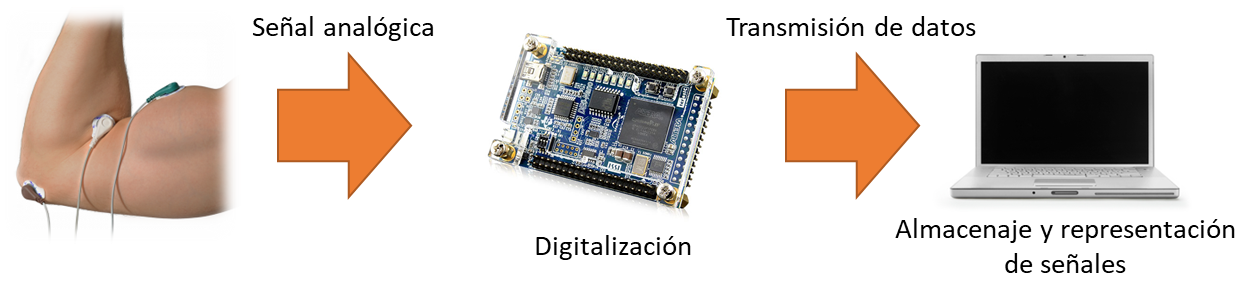 Señal analógica
Transmisión de datos
Digitalización
Almacenaje y representación
de señales